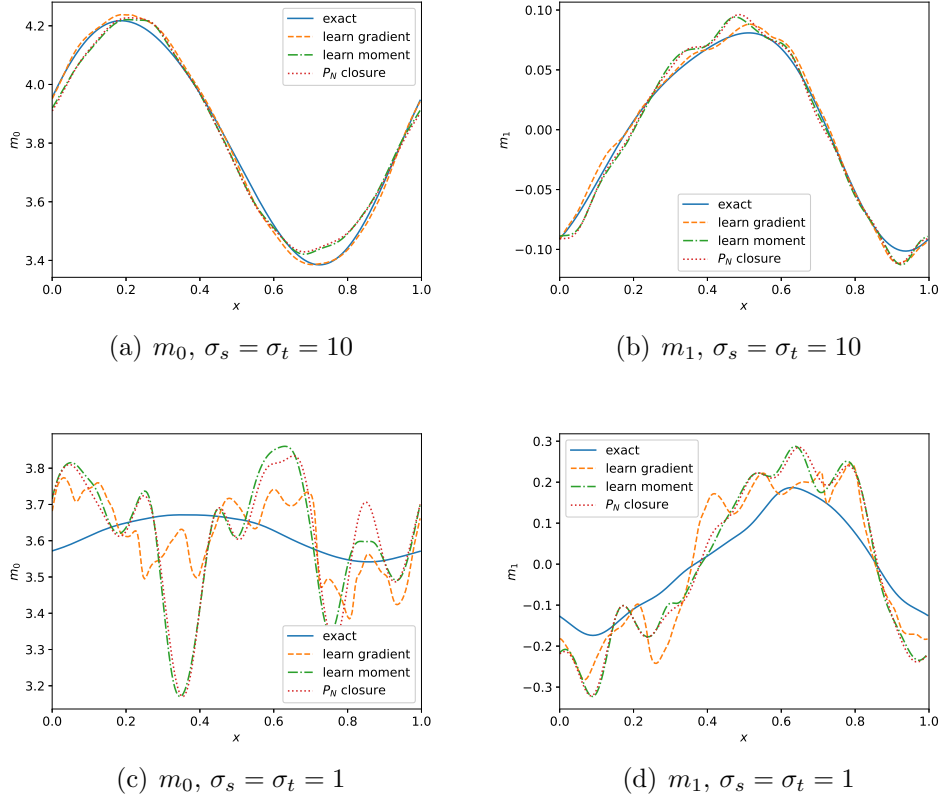 4.2
4.0
3.8
3.6
3.4
m₀
0.0 0.2 0.4 0.6 0.8 1.0
x
exact
learn gradient
learn moment
P_N closure
(a) m₀, σₛ = σₜ = 10
0.10
0.05
0.00
−0.05
−0.10
m₁
0.0 0.2 0.4 0.6 0.8 1.0
x
exact
learn gradient
learn moment
P_N closure
(b) m₁, σₛ = σₜ = 10
3.8
3.7
3.6
3.5
3.4
3.3
3.2
m₀
0.0 0.2 0.4 0.6 0.8 1.0
x
exact
learn gradient
learn moment
P_N closure
(c) m₀, σₛ = σₜ = 1
0.3
0.2
0.1
0.0
−0.1
−0.2
−0.3
m₁
0.0 0.2 0.4 0.6 0.8 1.0
x
exact
learn gradient
learn moment
P_N closure
(d) m₁, σₛ = σₜ = 1